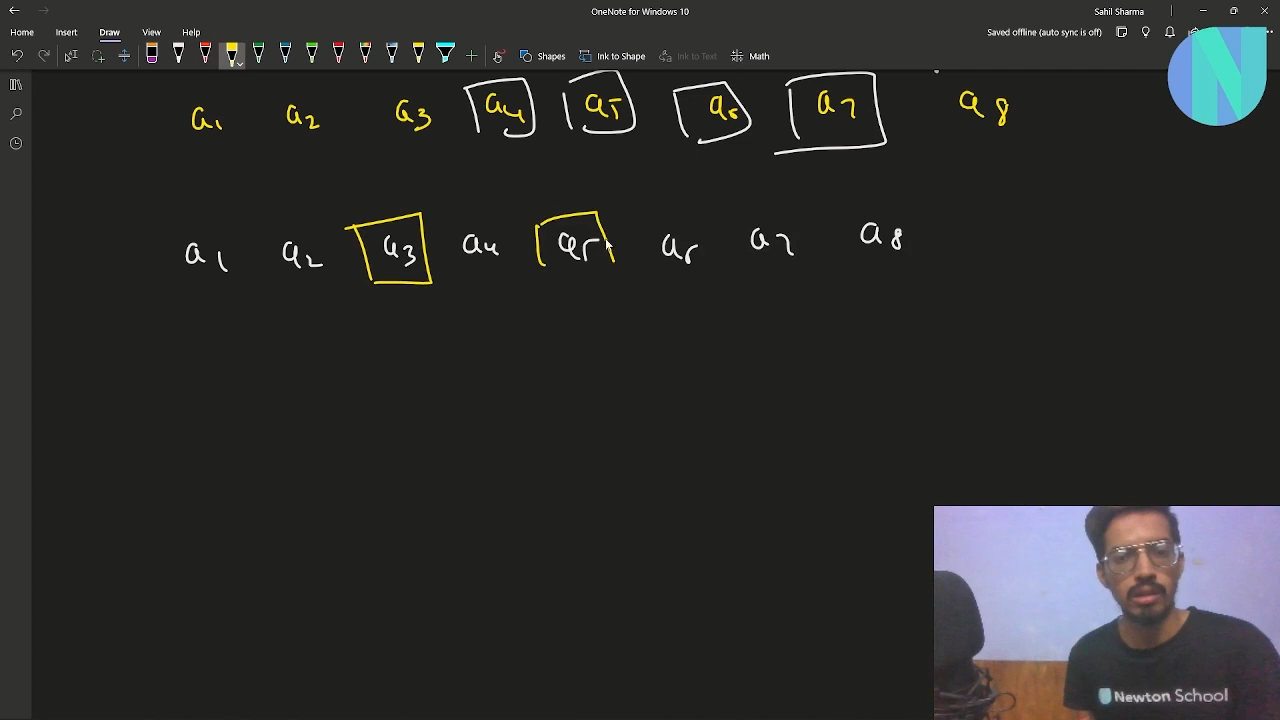 OneNote for Windows 10
Sahil Sharma
Home Insert Draw View Help
Saved offline (auto sync is off)
Shapes Ink to Shape Ink to Text Math
a1 a2 a3 a4 a5 a6 a7 a8
a1 a2 a3 a4 a5 a6 a7 a8
N
Newton School